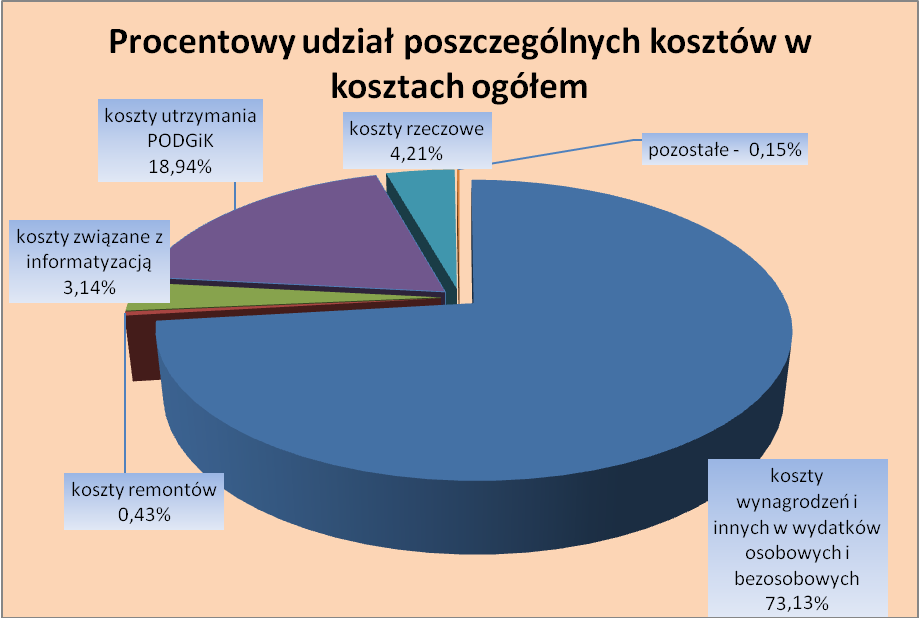 Procentowy udział poszczególnych kosztów w
kosztach ogółem
koszty utrzymania
PODGiK
18,94%
koszty rzeczowe
4,21%
pozostałe -  0,15%
koszty związane z
informatyzacją
3,14%
koszty remontów
0,43%
koszty
wynagrodzeń i
innych w wydatków
osobowych i
bezosobowych
73,13%